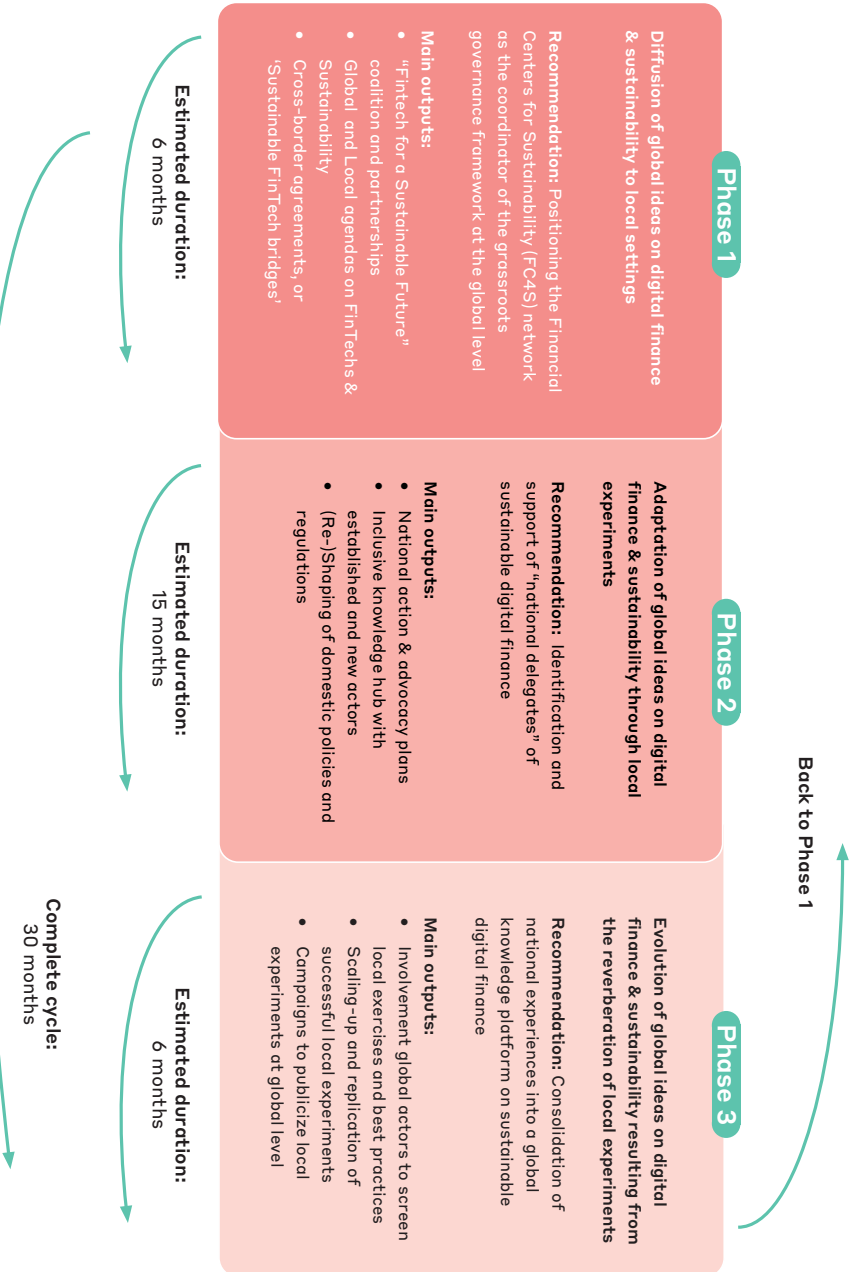 Back to Phase 1
Phase 1
Diffusion of global ideas on digital finance
& sustainability to local settings
Recommendation: Positioning the Financial
Centers for Sustainability (FC4S) network
as the coordinator of the grassroots
governance framework at the global level
Main outputs:
• "Fintech for a Sustainable Future"
coalition and partnerships
• Global and Local agendas on FinTechs &
Sustainability
• Cross-border agreements, or
'Sustainable FinTech bridges'
Estimated duration:
6 months
Phase 2
Adaptation of global ideas on digital
finance & sustainability through local
experiments
Recommendation: Identification and
support of "national delegates" of
sustainable digital finance
Main outputs:
• National action & advocacy plans
• Inclusive knowledge hub with
established and new actors
• (Re-)Shaping of domestic policies and
regulations
Estimated duration:
15 months
Phase 3
Evolution of global ideas on digital
finance & sustainability resulting from
the reverberation of local experiments
Recommendation: Consolidation of
national experiences into a global
knowledge platform on sustainable
digital finance
Main outputs:
• Involvement global actors to screen
local exercises and best practices
• Scaling-up and replication of
successful local experiments
• Campaigns to publicize local
experiments at global level
Estimated duration:
6 months
Complete cycle:
30 months